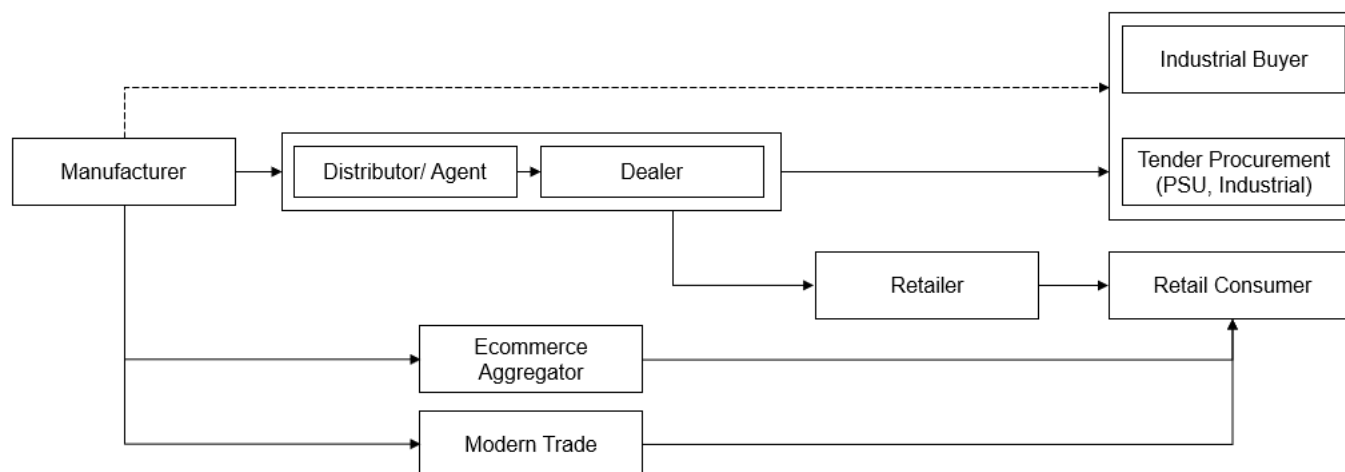 Industrial Buyer
Manufacturer
Distributor/ Agent
Dealer
Tender Procurement
(PSU, Industrial)
Retailer
Retail Consumer
Ecommerce
Aggregator
Modern Trade